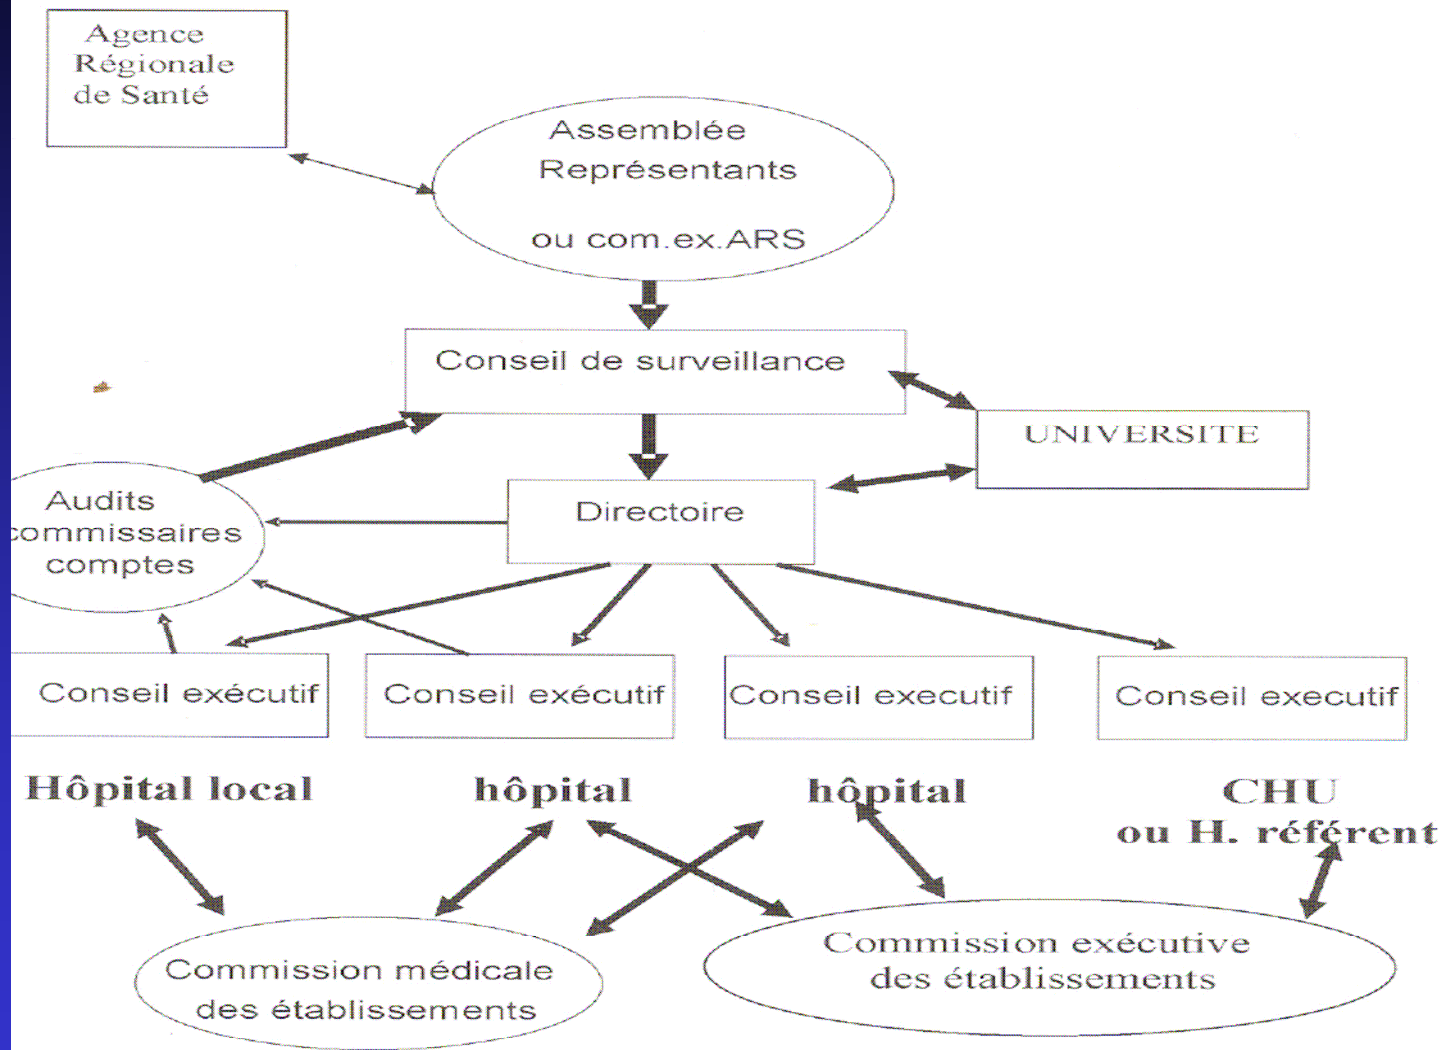 Agence
Régionale
de Santé
Assemblée
Représentants
ou com.ex.ARS
Conseil de surveillance
UNIVERSITE
Audits
commissaires
comptes
Directoire
Conseil exécutif
Conseil exécutif
Conseil executif
Conseil executif
Hôpital local
hôpital
hôpital
CHU
ou H. référent
Commission médicale
des établissements
Commission exécutive
des établissements